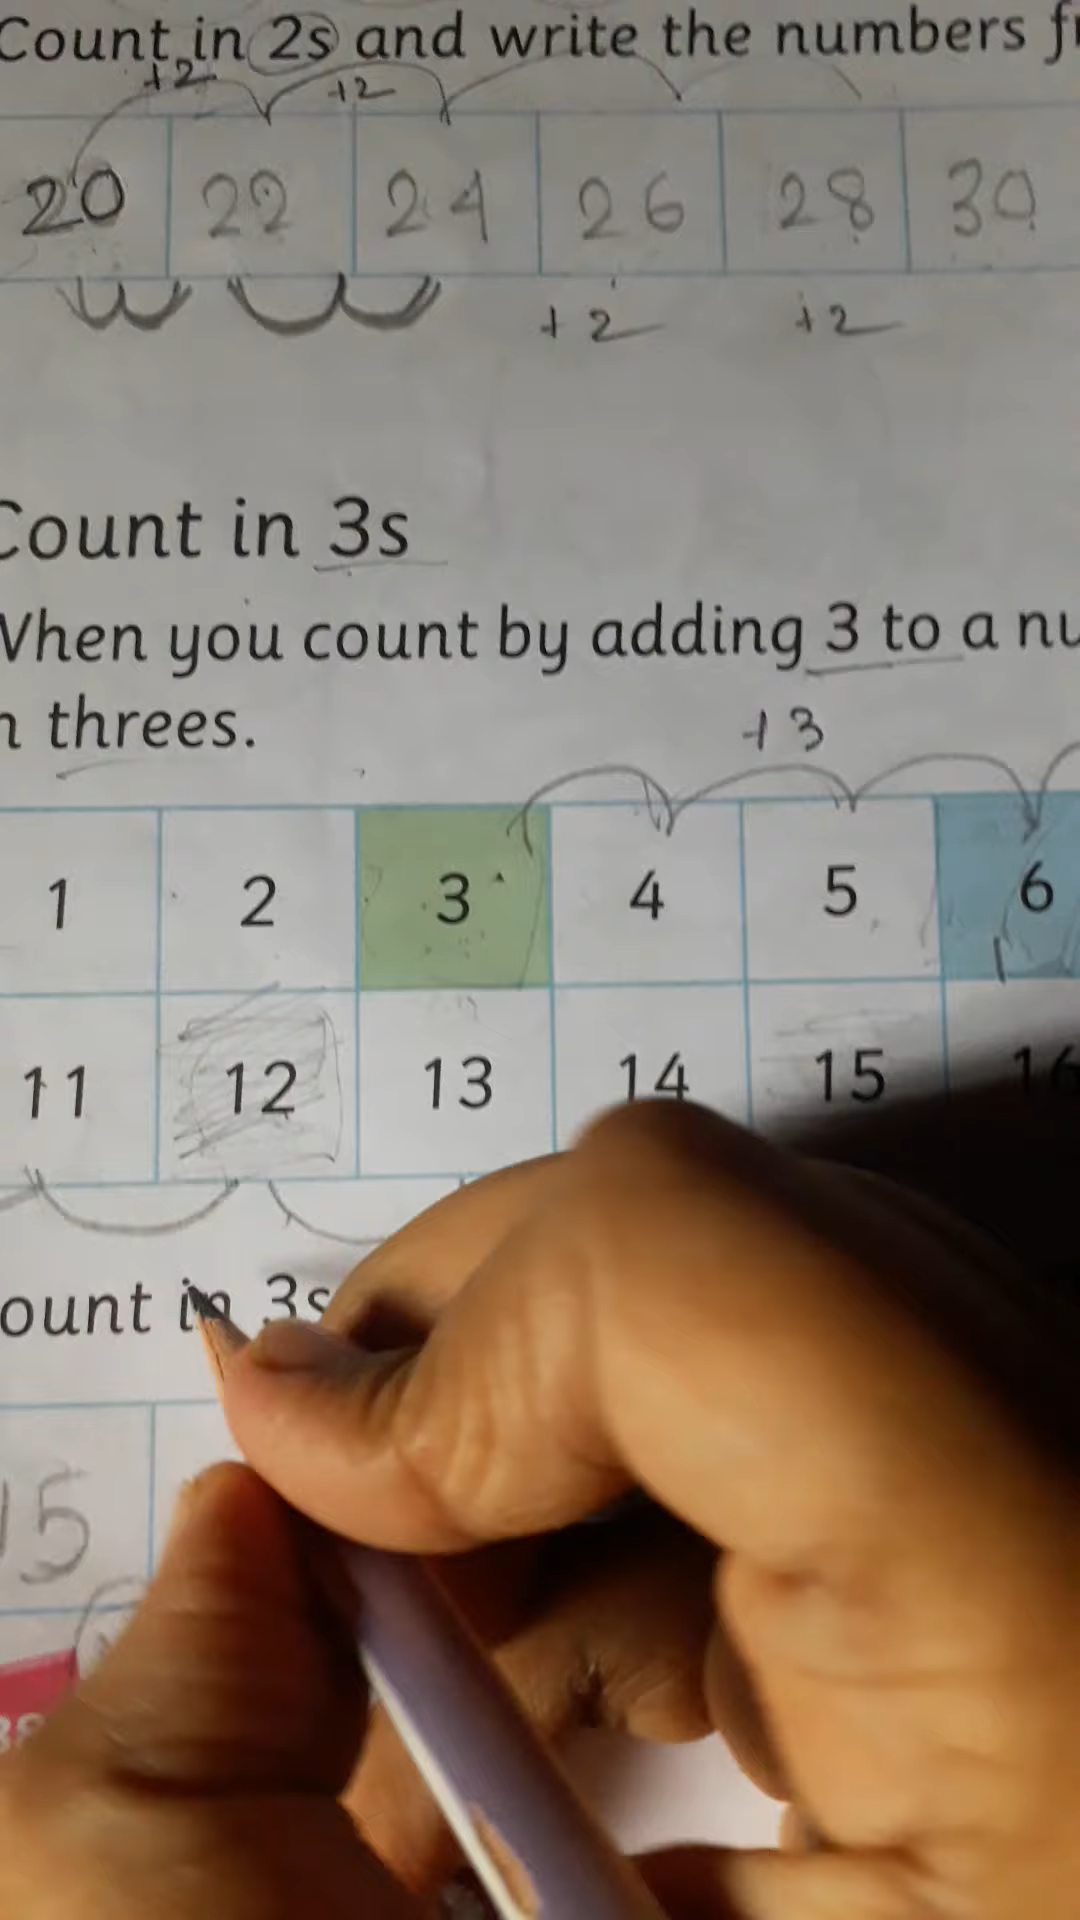 Count in 2s and write the numbers
+2 +2
20 22 24 26 28 30
+2 +2
Count in 3s
When you count by adding 3 to a
threes.
+3
1 2 3 4 5 6
11 12 13 14 15 16
ount in 3s
15
38